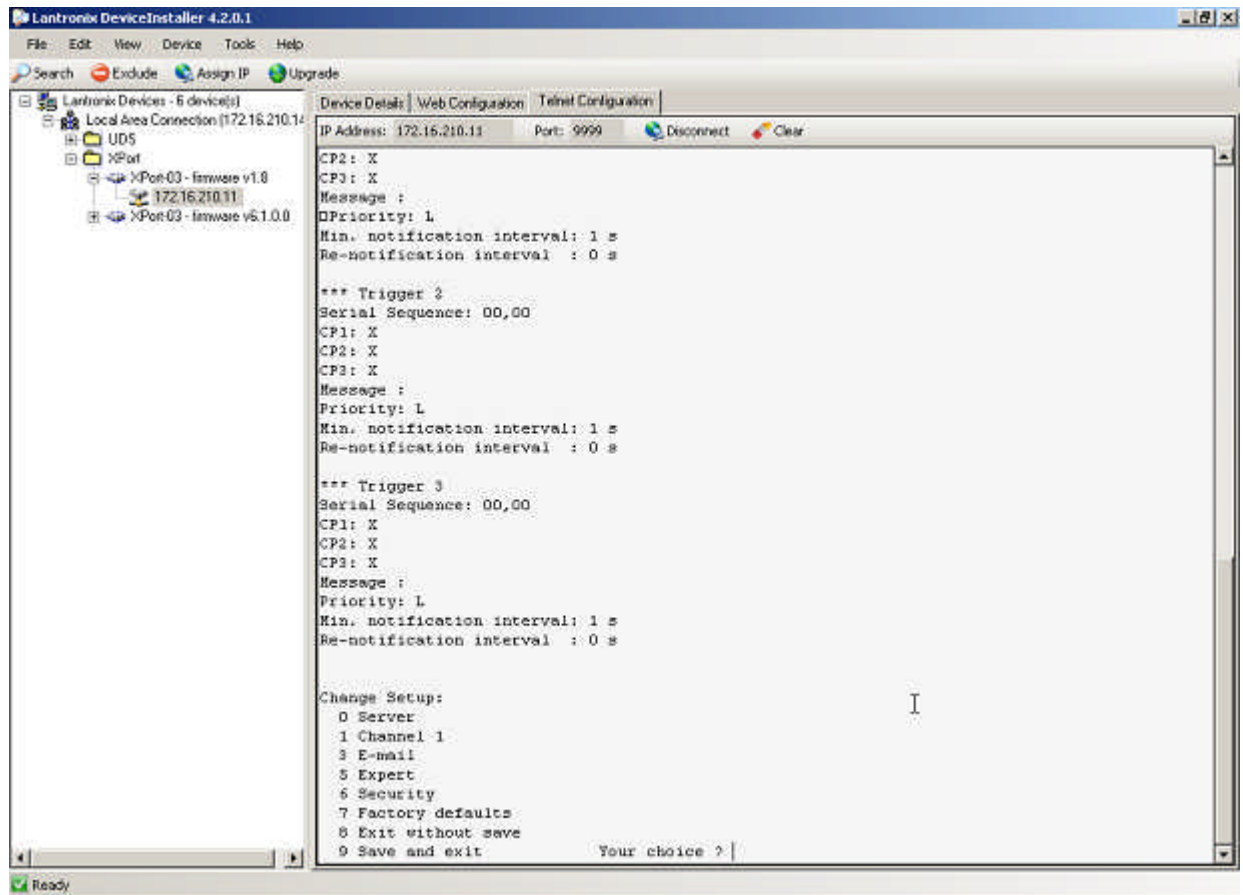 Lantronix DeviceInstaller 4.2.0.1
File Edit View Device Tools Help
Search Exclude Assign IP Upgrade
Lantronix Devices - 6 device(s)
Local Area Connection (172.16.210.14
UDS
XPort
XPort-03 - firmware v1.8
172.16.210.11
XPort-03 - firmware v6.1.0.0
Device Details Web Configuration Telnet Configuration
IP Address: 172.16.210.11 Port: 9999 Disconnect Clear
CP2: X
CP3: X
Message :
□Priority: L
Min. notification interval: 1 s
Re-notification interval : 0 s
*** Trigger 2
Serial Sequence: 00,00
CP1: X
CP2: X
CP3: X
Message :
Priority: L
Min. notification interval: 1 s
Re-notification interval : 0 s
*** Trigger 3
Serial Sequence: 00,00
CP1: X
CP2: X
CP3: X
Message :
Priority: L
Min. notification interval: 1 s
Re-notification interval : 0 s
Change Setup:
0 Server
1 Channel 1
3 E-mail
5 Expert
6 Security
7 Factory defaults
8 Exit without save
9 Save and exit Your choice ?
Ready